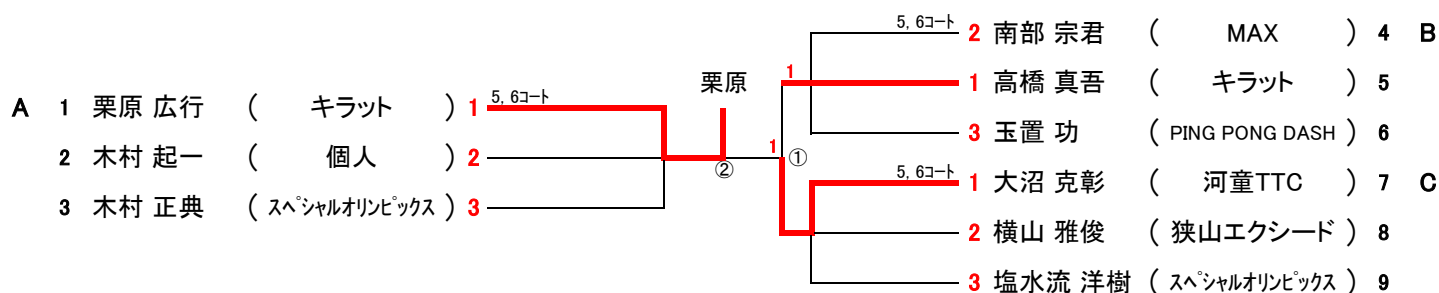 A 1 栗原 広行 ( キラット ) 1 5, 6コート
2 木村 起一 ( 個人 ) 2
3 木村 正典 ( スペシャルオリンピックス ) 3
栗原
②
1
1
①
5, 6コート 2 南部 宗君 ( MAX ) 4 B
1 高橋 真吾 ( キラット ) 5
3 玉置 功 ( PING PONG DASH ) 6
5, 6コート 1 大沼 克彰 ( 河童TTC ) 7 C
2 横山 雅俊 ( 狭山エクシード ) 8
3 塩水流 洋樹 ( スペシャルオリンピックス ) 9